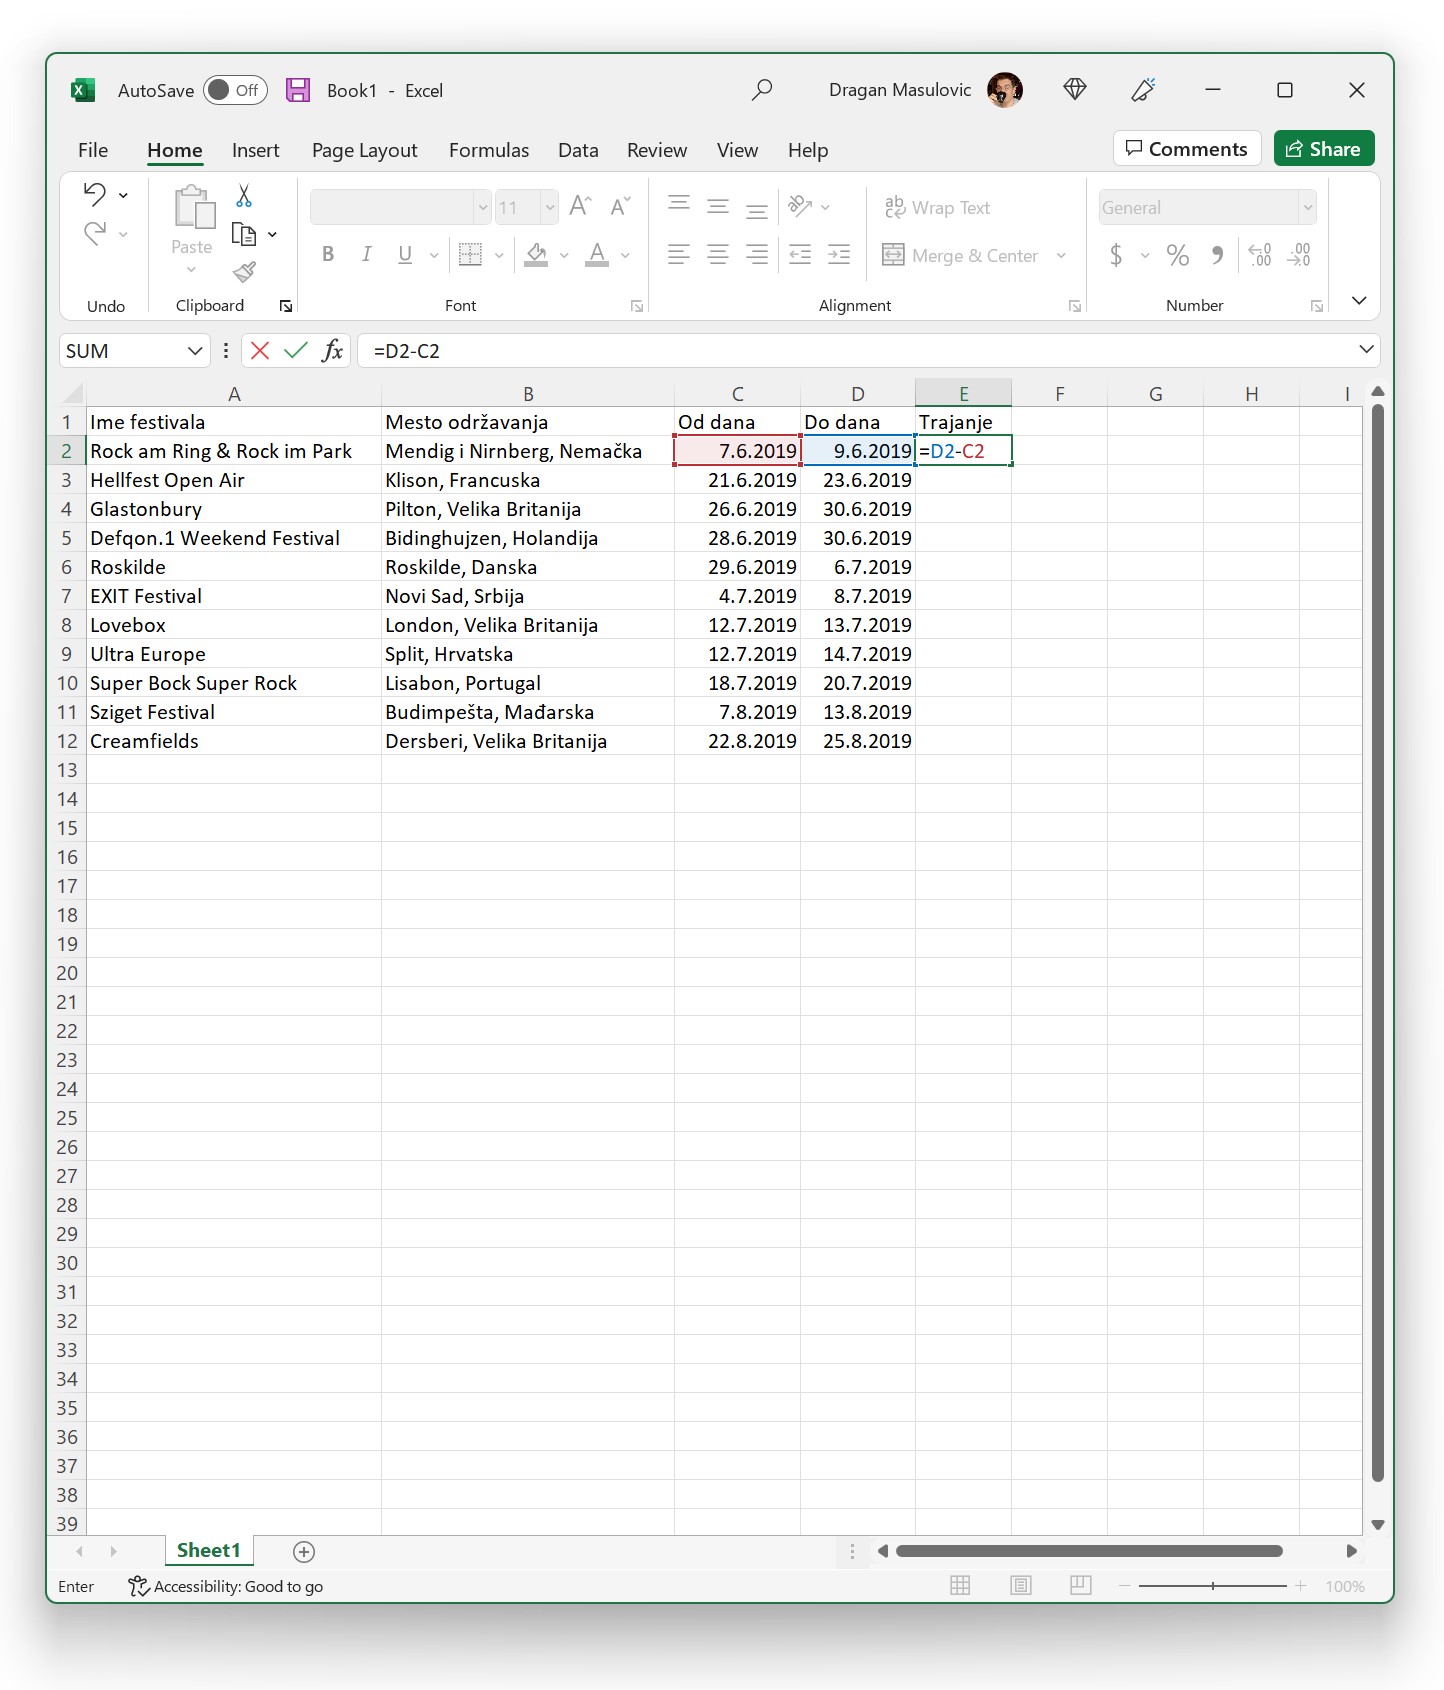 AutoSave Off Book1 - Excel Dragan Masulovic
File Home Insert Page Layout Formulas Data Review View Help Comments Share
11 ab Wrap Text General
Paste B I U A Merge & Center $ % .00
Undo Clipboard Font Alignment Number
SUM fx =D2-C2
A B C D E F G H I
1 Ime festivala Mesto održavanja Od dana Do dana Trajanje
2 Rock am Ring & Rock im Park Mendig i Nirnberg, Nemačka 7.6.2019 9.6.2019 =D2-C2
3 Hellfest Open Air Klison, Francuska 21.6.2019 23.6.2019
4 Glastonbury Pilton, Velika Britanija 26.6.2019 30.6.2019
5 Defqon.1 Weekend Festival Bidinghujzen, Holandija 28.6.2019 30.6.2019
6 Roskilde Roskilde, Danska 29.6.2019 6.7.2019
7 EXIT Festival Novi Sad, Srbija 4.7.2019 8.7.2019
8 Lovebox London, Velika Britanija 12.7.2019 13.7.2019
9 Ultra Europe Split, Hrvatska 12.7.2019 14.7.2019
10 Super Bock Super Rock Lisabon, Portugal 18.7.2019 20.7.2019
11 Sziget Festival Budimpešta, Mađarska 7.8.2019 13.8.2019
12 Creamfields Dersberi, Velika Britanija 22.8.2019 25.8.2019
13
14
15
16
17
18
19
20
21
22
23
24
25
26
27
28
29
30
31
32
33
34
35
36
37
38
39
Sheet1
Enter Accessibility: Good to go 100%